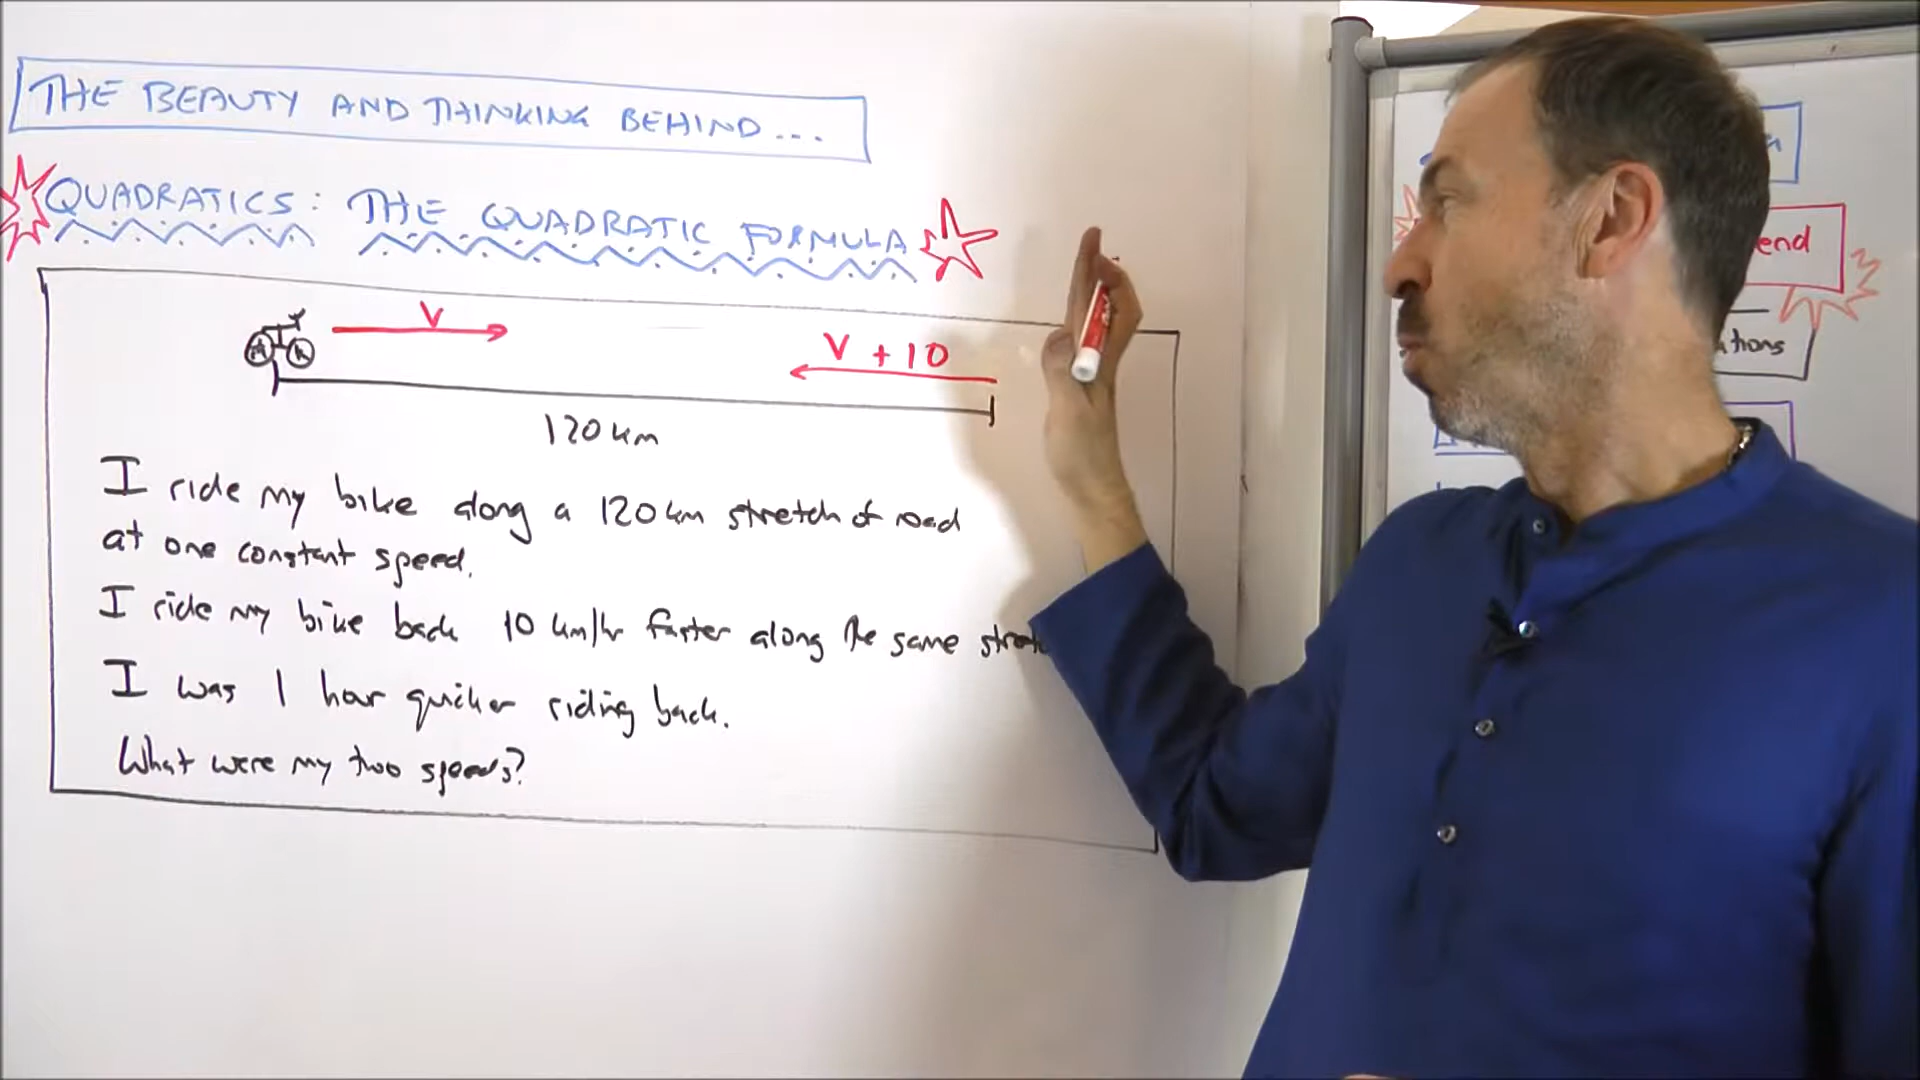 THE BEAUTY AND THINKING BEHIND...
QUADRATICS: THE QUADRATIC FORMULA
V
V + 10
120 km
I ride my bike along a 120 km stretch of road
at one constant speed.
I ride my bike back 10 km/hr faster along the same
I was 1 hour quicker riding back.
What were my two speeds?
end